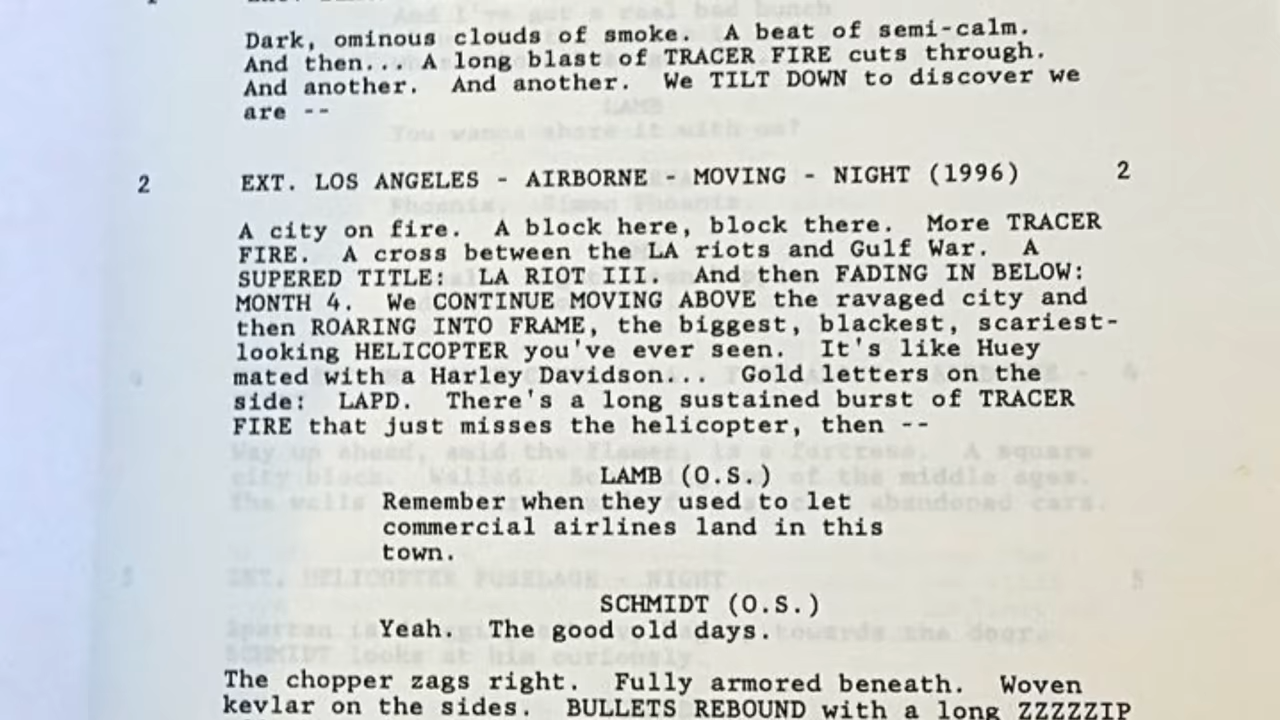 Dark, ominous clouds of smoke. A beat of semi-calm.
And then... A long blast of TRACER FIRE cuts through.
And another. And another. We TILT DOWN to discover we
are --
2 EXT. LOS ANGELES - AIRBORNE - MOVING - NIGHT (1996) 2
A city on fire. A block here, block there. More TRACER
FIRE. A cross between the LA riots and Gulf War. A
SUPERED TITLE: LA RIOT III. And then FADING IN BELOW:
MONTH 4. We CONTINUE MOVING ABOVE the ravaged city and
then ROARING INTO FRAME, the biggest, blackest, scariest-
looking HELICOPTER you've ever seen. It's like Huey
mated with a Harley Davidson... Gold letters on the
side: LAPD. There's a long sustained burst of TRACER
FIRE that just misses the helicopter, then --
LAMB (O.S.)
Remember when they used to let
commercial airlines land in this
town.
SCHMIDT (O.S.)
Yeah. The good old days.
The chopper zags right. Fully armored beneath. Woven
kevlar on the sides. BULLETS REBOUND with a long ZZZZZIP